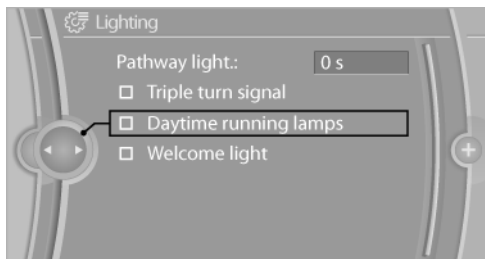 Lighting
Pathway light.: 0 s
Triple turn signal
Daytime running lamps
Welcome light